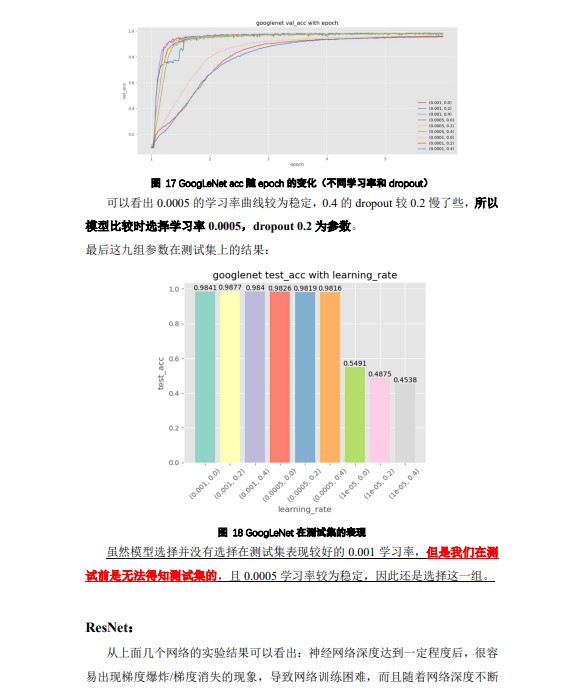 googlenet val_acc with epoch
1.0
0.8
0.6
0.4
0.2
val_acc
1
2
3
4
5
epoch
(0.001, 0.0)
(0.001, 0.2)
(0.001, 0.4)
(0.0005, 0.0)
(0.0005, 0.2)
(0.0005, 0.4)
(0.0001, 0.0)
(0.0001, 0.2)
(0.0001, 0.4)
图 17 GoogLeNet acc 随 epoch 的变化（不同学习率和 dropout）
可以看出 0.0005 的学习率曲线较为稳定，0.4 的 dropout 较 0.2 慢了些，所以
模型比较时选择学习率 0.0005，dropout 0.2 为参数。
最后这九组参数在测试集上的结果：
googlenet test_acc with learning_rate
1.0
0.8
0.6
0.4
0.2
0.0
test_acc
0.9841 0.9877 0.984 0.9826 0.9819 0.9816
0.5491
0.4875
0.4538
(0.001, 0.0)
(0.001, 0.2)
(0.001, 0.4)
(0.0005, 0.0)
(0.0005, 0.2)
(0.0005, 0.4)
(1e-05, 0.0)
(1e-05, 0.2)
(1e-05, 0.4)
learning_rate
图 18 GoogLeNet 在测试集的表现
虽然模型选择并没有选择在测试集表现较好的 0.001 学习率，但是我们在测
试前是无法得知测试集的，且 0.0005 学习率较为稳定，因此还是选择这一组。
ResNet：
从上面几个网络的实验结果可以看出：神经网络深度达到一定程度后，很容
易出现梯度爆炸/梯度消失的现象，导致网络训练困难，而且随着网络深度不断